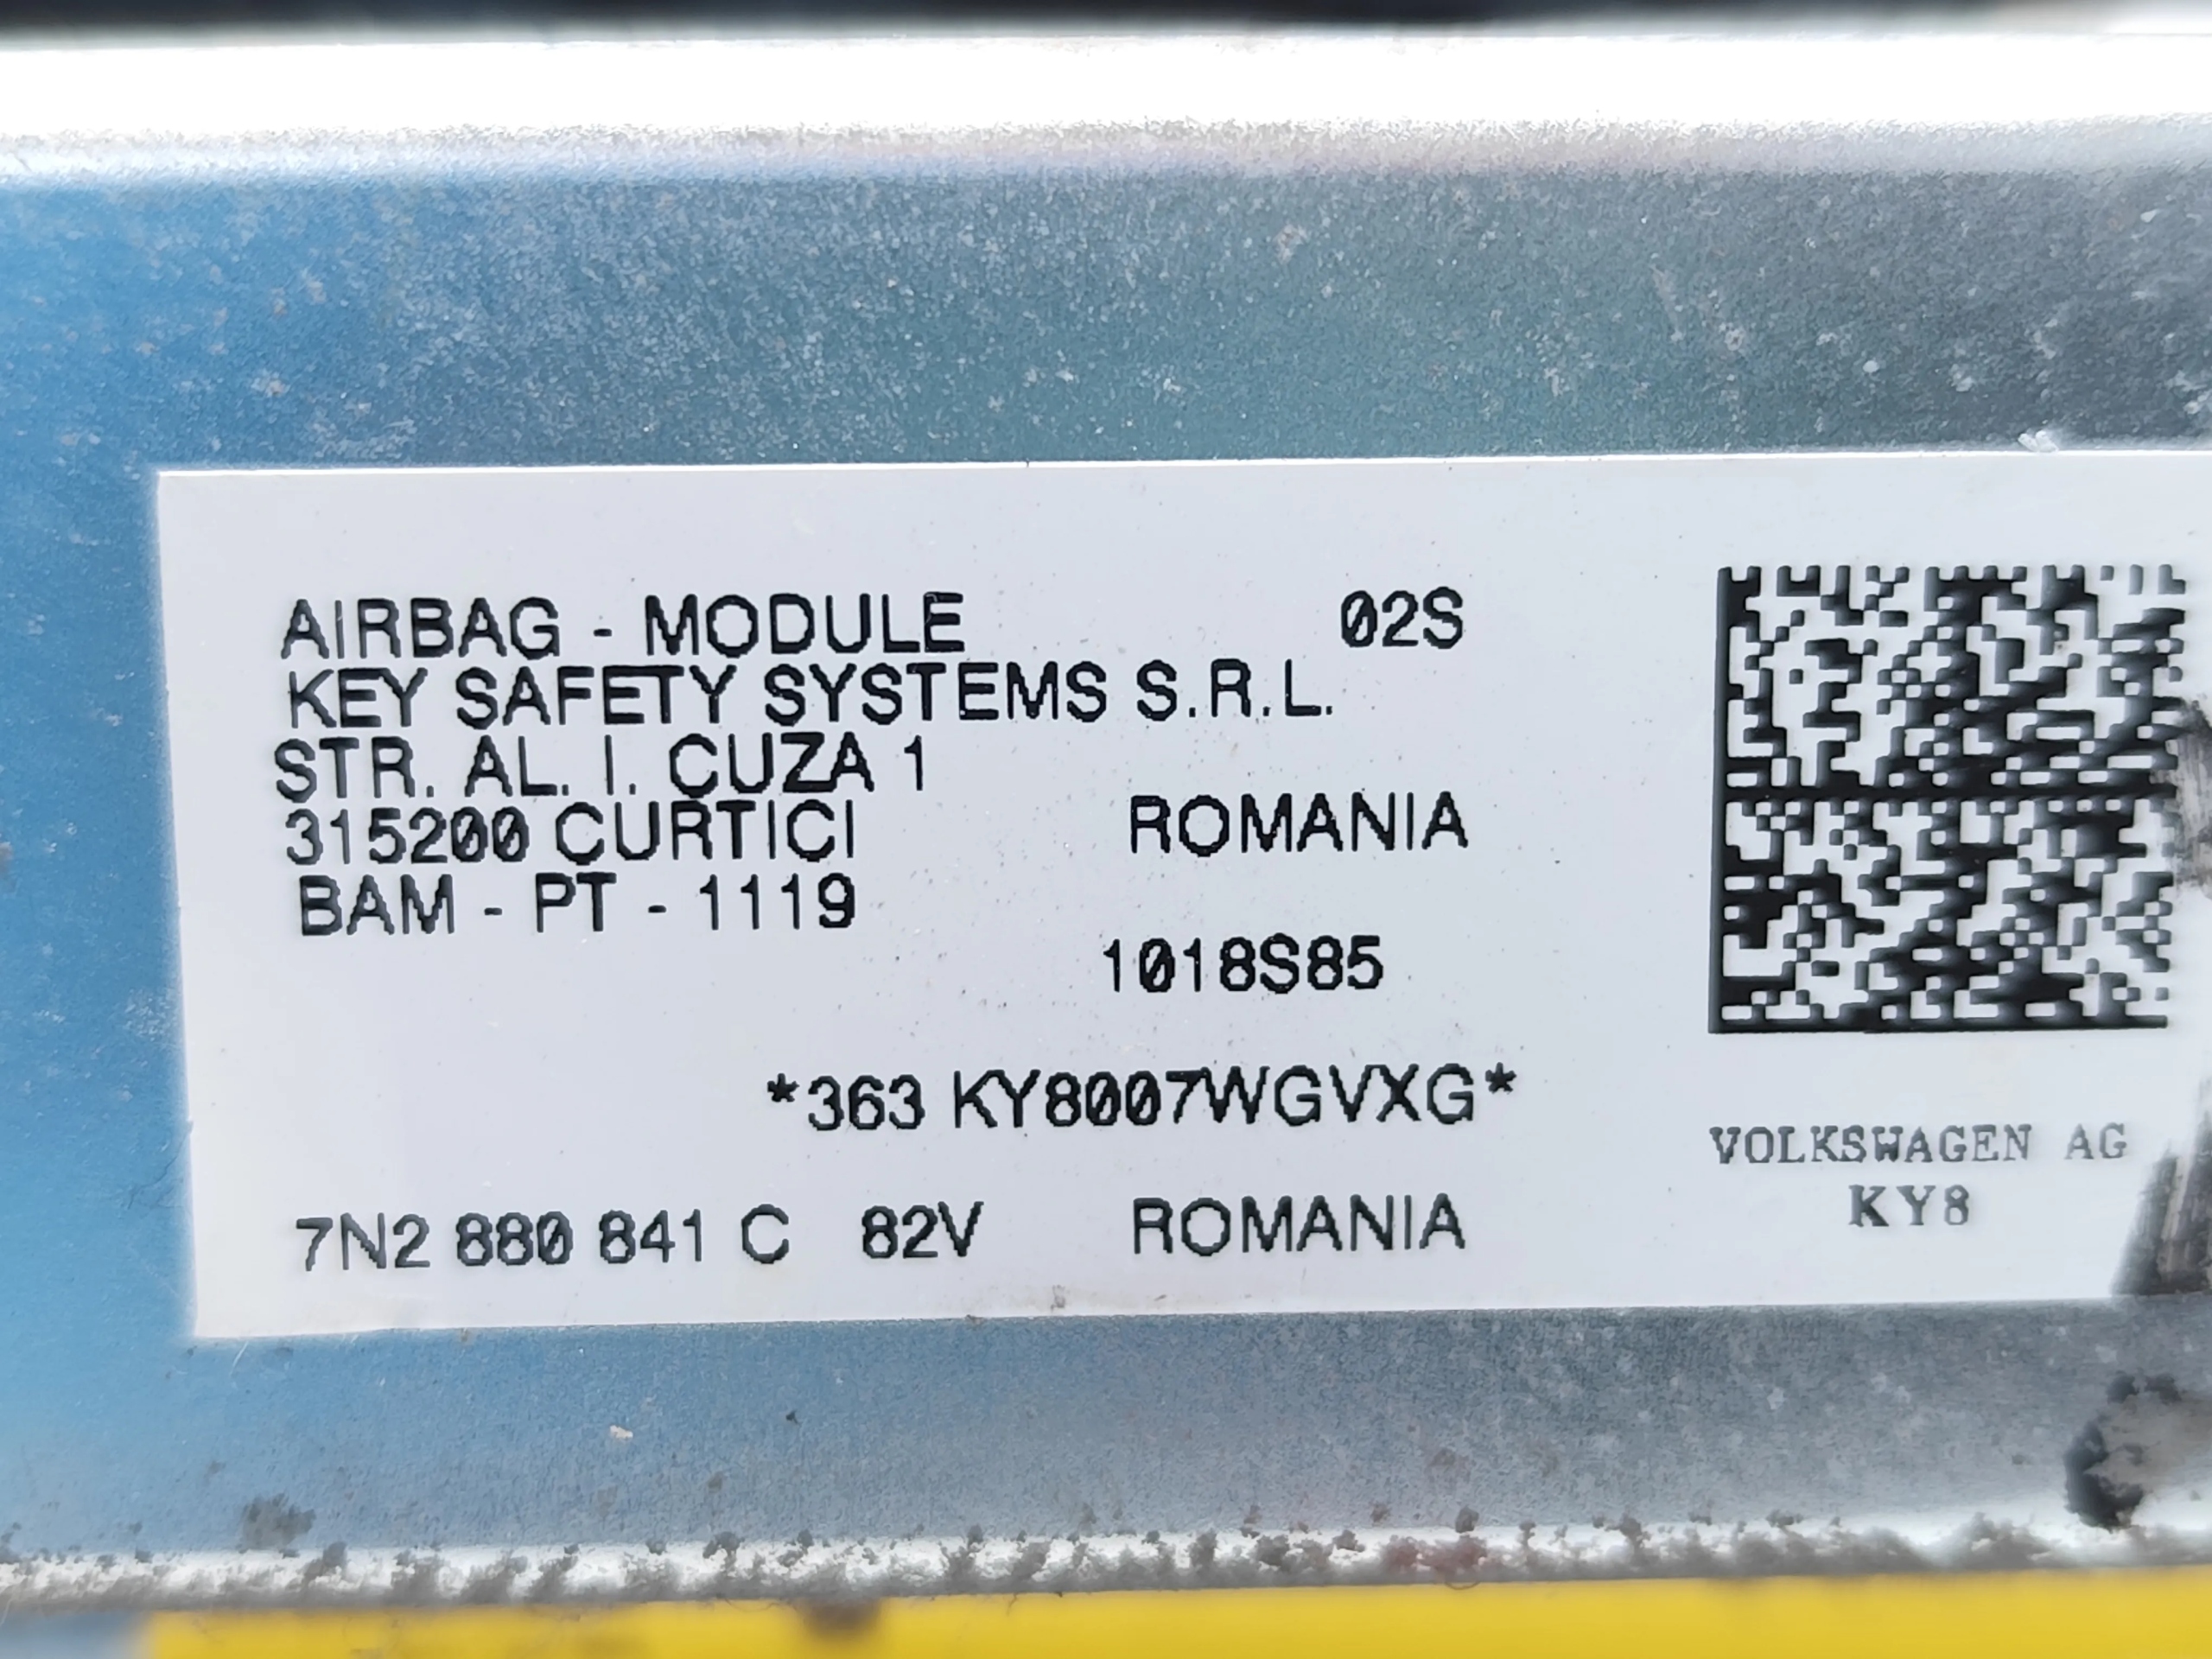 AIRBAG - MODULE 02S
KEY SAFETY SYSTEMS S.R.L.
STR. AL. I. CUZA 1
315200 CURTICI ROMANIA
BAM - PT - 1119
1018S85
*363 KY8007WGVXG*
VOLKSWAGEN AG
KY8
7N2 880 841 C 82V ROMANIA